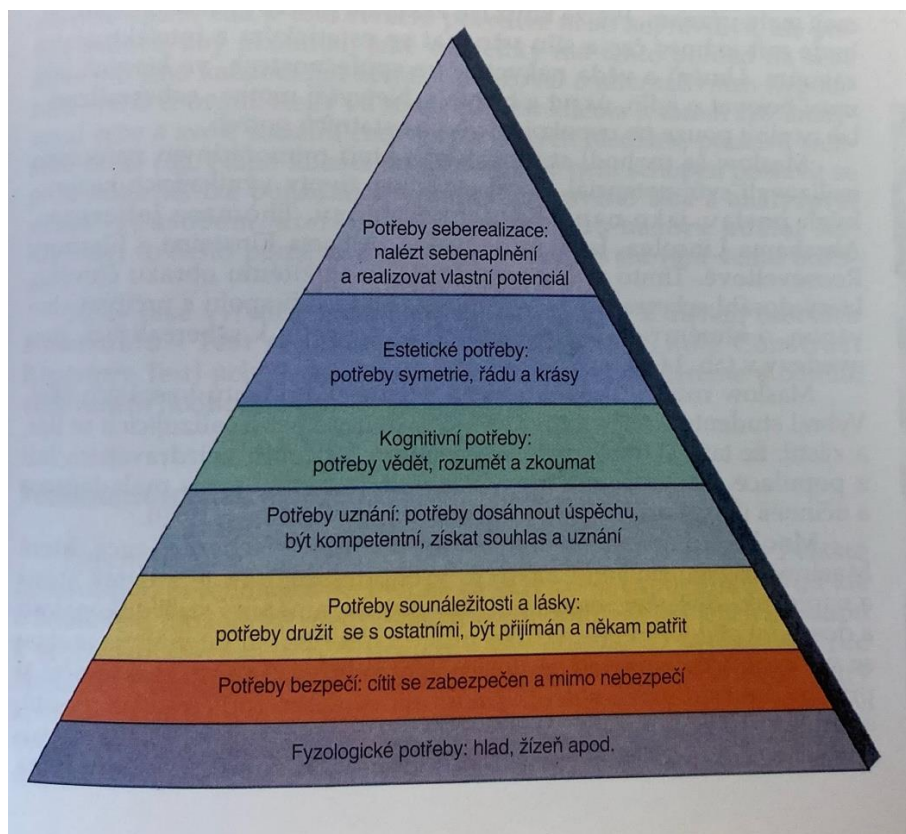 Potřeby seberealizace:
nalézt sebenaplnění
a realizovat vlastní potenciál
Estetické potřeby:
potřeby symetrie, řádu a krásy
Kognitivní potřeby:
potřeby vědět, rozumět a zkoumat
Potřeby uznání: potřeby dosáhnout úspěchu,
být kompetentní, získat souhlas a uznání
Potřeby sounáležitosti a lásky:
potřeby družit se s ostatními, být přijímán a někam patřit
Potřeby bezpečí: cítit se zabezpečen a mimo nebezpečí
Fyzologické potřeby: hlad, žízeň apod.